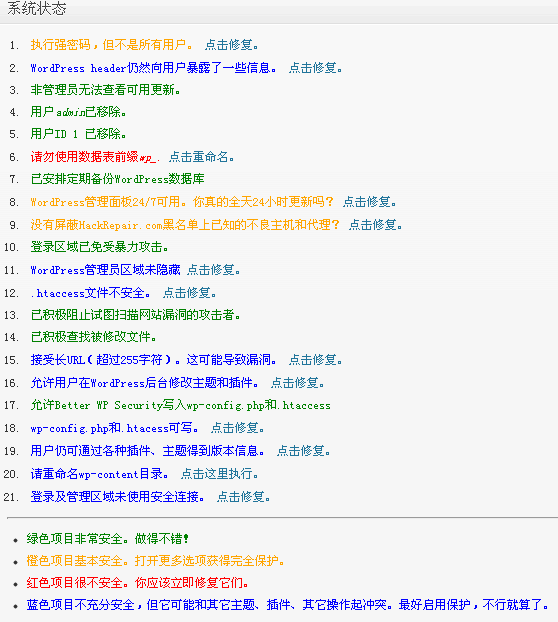 系统状态
1. 执行强密码，但不是所有用户。 点击修复。
2. WordPress header仍然向用户暴露了一些信息。 点击修复。
3. 非管理员无法查看可用更新。
4. 用户admin已移除。
5. 用户ID 1 已移除。
6. 请勿使用数据表前缀wp_. 点击重命名。
7. 已安排定期备份WordPress数据库
8. WordPress管理面板24/7可用。你真的全天24小时更新吗？ 点击修复。
9. 没有屏蔽HackRepair.com黑名单上已知的不良主机和代理？ 点击修复。
10. 登录区域已免受暴力攻击。
11. WordPress管理员区域未隐藏 点击修复。
12. .htaccess文件不安全。 点击修复。
13. 已积极阻止试图扫描网站漏洞的攻击者。
14. 已积极查找被修改文件。
15. 接受长URL（超过255字符）。这可能导致漏洞。 点击修复。
16. 允许用户在WordPress后台修改主题和插件。 点击修复。
17. 允许Better WP Security写入wp-config.php和.htaccess
18. wp-config.php和.htacess可写。 点击修复。
19. 用户仍可通过各种插件、主题得到版本信息。 点击修复。
20. 请重命名wp-content目录。 点击这里执行。
21. 登录及管理区域未使用安全连接。 点击修复。
• 绿色项目非常安全。做得不错！
• 橙色项目基本安全。打开更多选项获得完全保护。
• 红色项目很不安全。你应该立即修复它们。
• 蓝色项目不充分安全，但它可能和其它主题、插件、其它操作起冲突。最好启用保护，不行就算了。